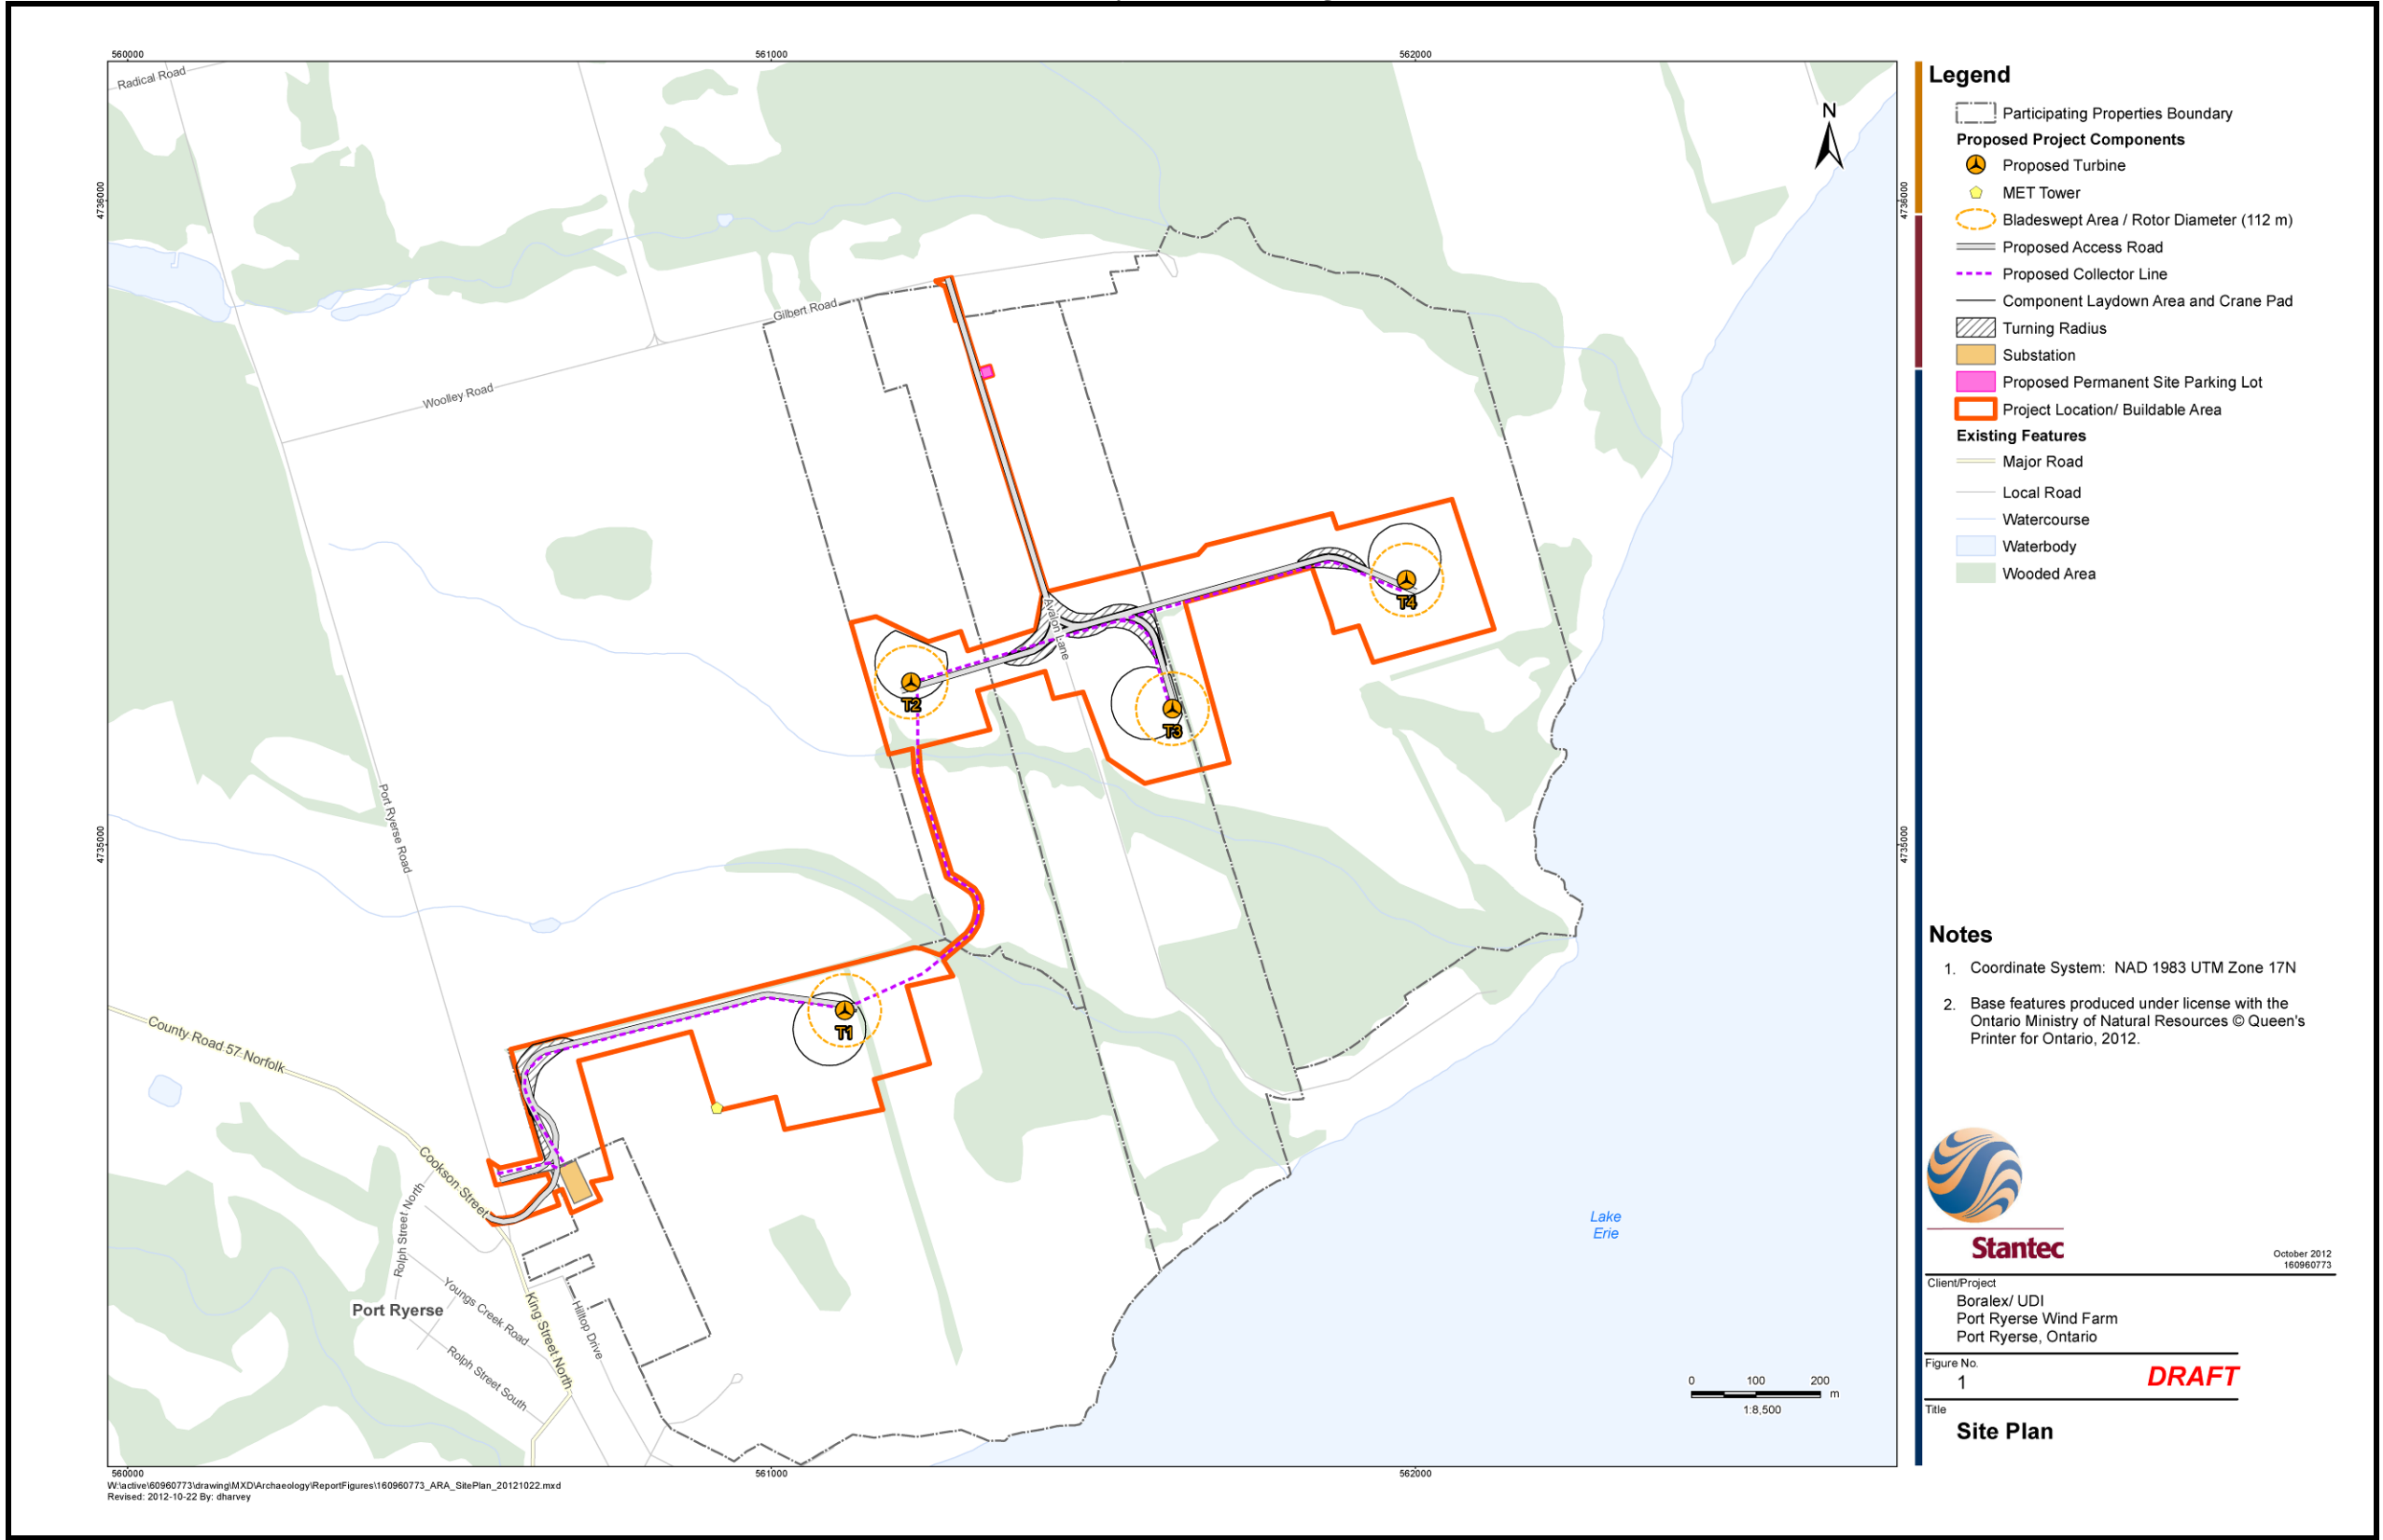 560000
561000
562000
Radical Road
N
4736000
4736000
Gilbert Road
Woolley Road
Avalon Lane
T4
T2
T3
Port Ryerse Road
4735000
4735000
T1
County Road 57 Norfolk
Cookson Street
Rolph Street North
Port Ryerse
Youngs Creek Road
Rolph Street South
King Street North
Hilltop Drive
Lake
Erie
0 100 200
m
1:8,500
560000
561000
562000
W:\active\60960773\drawing\MXD\Archaeology\ReportFigures\160960773_ARA_SitePlan_20121022.mxd
Revised: 2012-10-22 By: dharvey
Legend
Participating Properties Boundary
Proposed Project Components
Proposed Turbine
MET Tower
Bladeswept Area / Rotor Diameter (112 m)
Proposed Access Road
Proposed Collector Line
Component Laydown Area and Crane Pad
Turning Radius
Substation
Proposed Permanent Site Parking Lot
Project Location/ Buildable Area
Existing Features
Major Road
Local Road
Watercourse
Waterbody
Wooded Area
Notes
1. Coordinate System: NAD 1983 UTM Zone 17N
2. Base features produced under license with the
Ontario Ministry of Natural Resources © Queen's
Printer for Ontario, 2012.
Stantec
October 2012
160960773
Client/Project
Boralex/ UDI
Port Ryerse Wind Farm
Port Ryerse, Ontario
Figure No.
1
DRAFT
Title
Site Plan